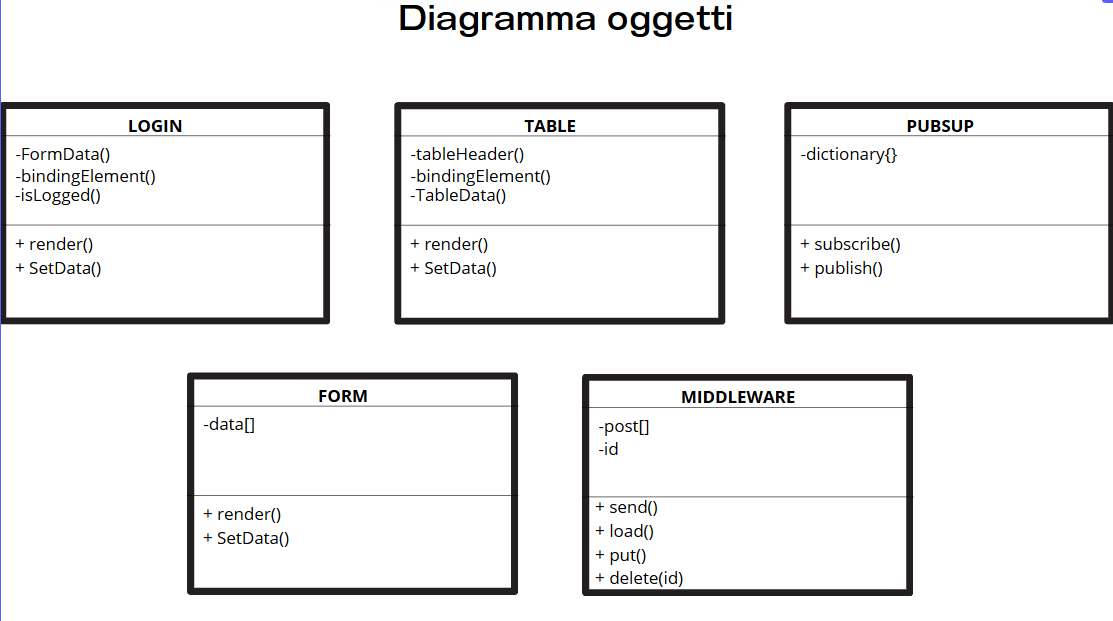 Diagramma oggetti
LOGIN
-FormData()
-bindingElement()
-isLogged()
+ render()
+ SetData()
TABLE
-tableHeader()
-bindingElement()
-TableData()
+ render()
+ SetData()
PUBSUP
-dictionary{}
+ subscribe()
+ publish()
FORM
-data[]
+ render()
+ SetData()
MIDDLEWARE
-post[]
-id
+ send()
+ load()
+ put()
+ delete(id)